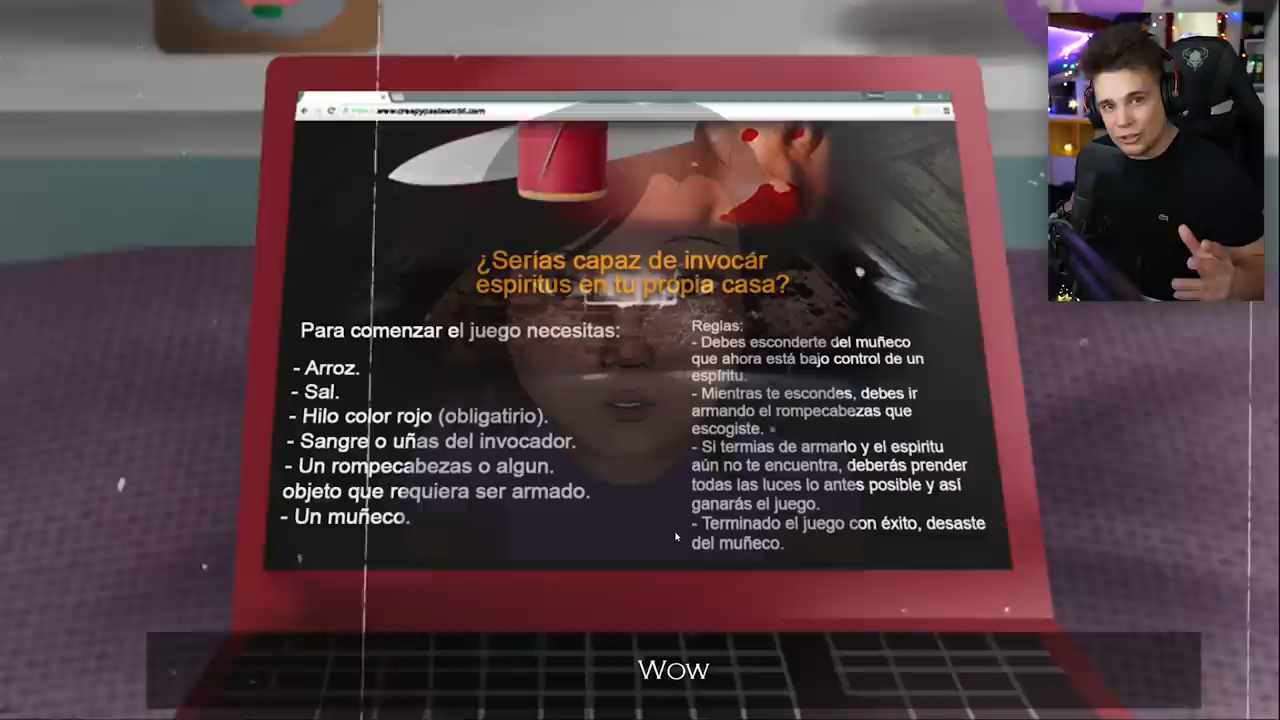 www.creepypastaworld.com
¿Serías capaz de invocar
espiritus en tu propia casa?
Para comenzar el juego necesitas:
- Arroz.
- Sal.
- Hilo color rojo (obligatirio).
- Sangre o uñas del invocador.
- Un rompecabezas o algun.
objeto que requiera ser armado.
- Un muñeco.
Reglas:
- Debes esconderte del muñeco
que ahora está bajo control de un
espíritu.
- Mientras te escondes, debes ir
armando el rompecabezas que
escogiste.
- Si termias de armarlo y el espiritu
aún no te encuentra, deberás prender
todas las luces lo antes posible y así
ganarás el juego.
- Terminado el juego con éxito, desaste
del muñeco.
Wow